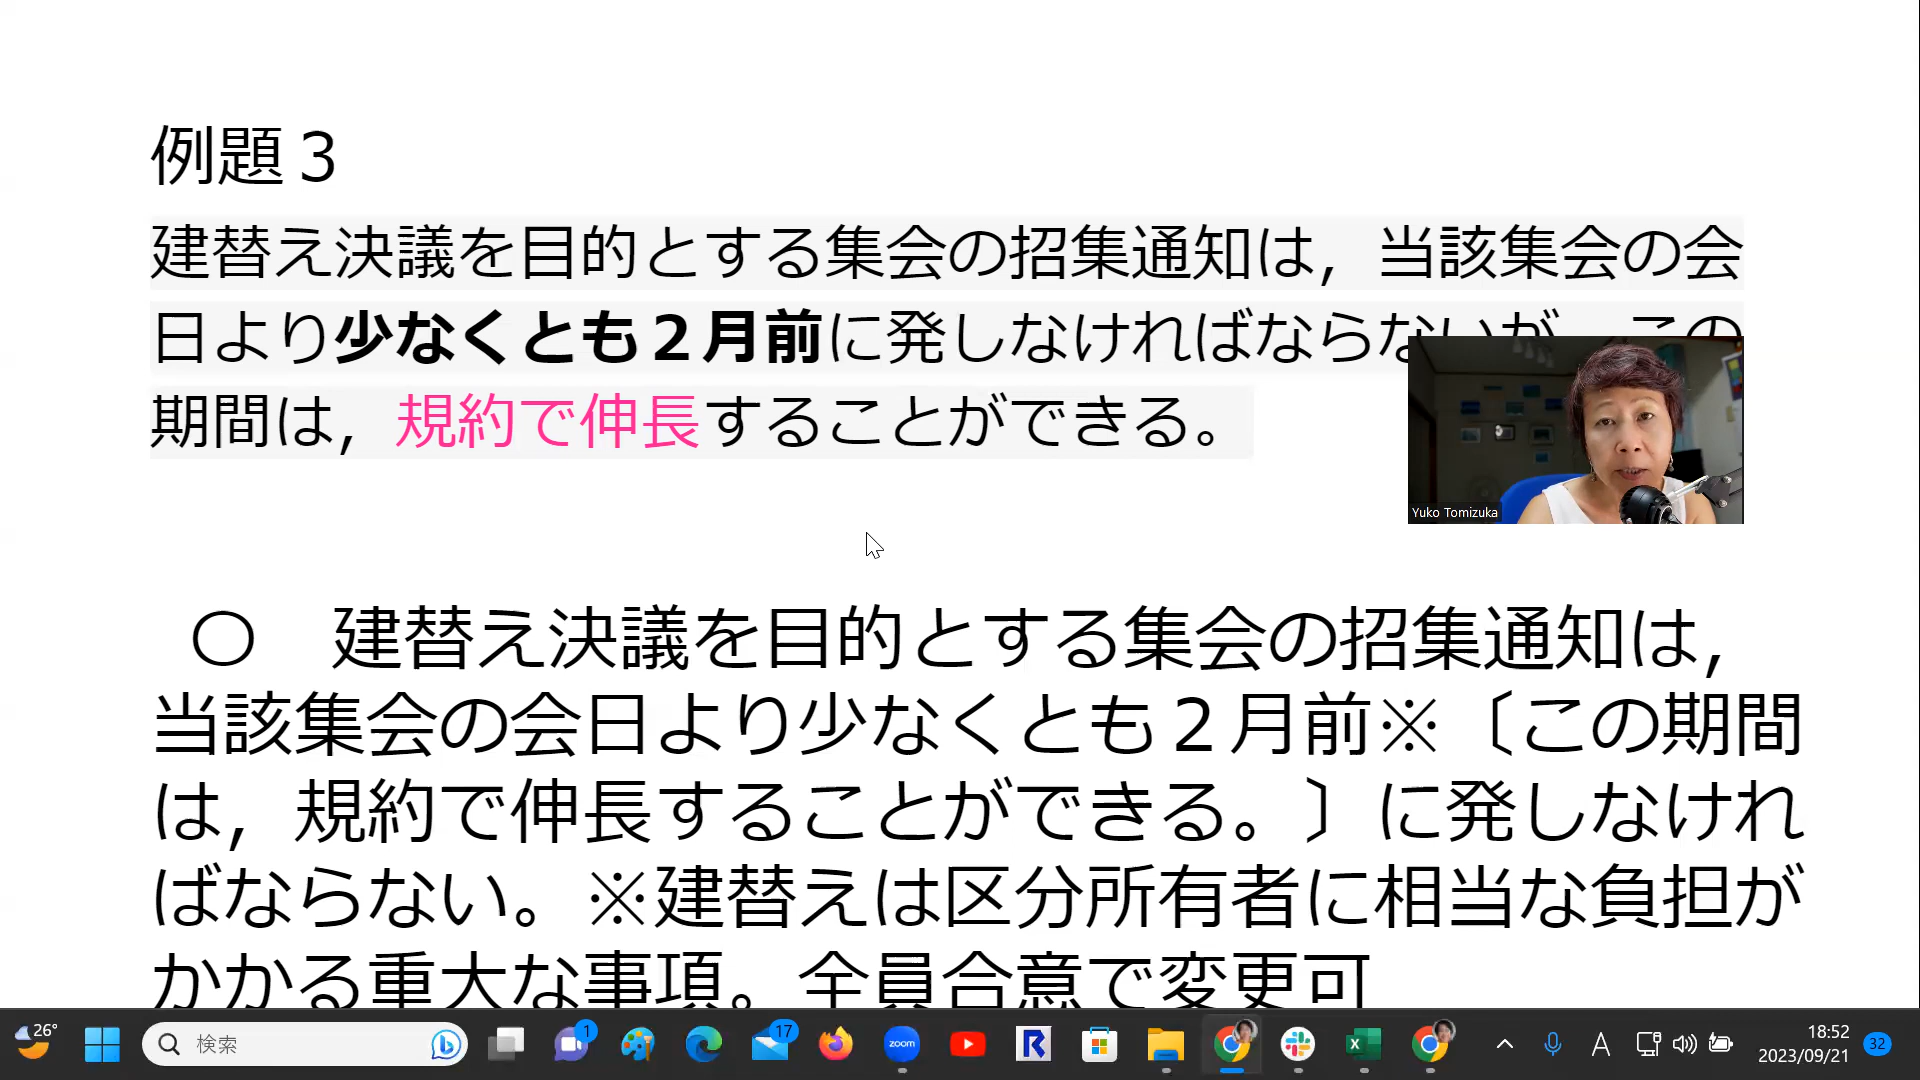 例題３
建替え決議を目的とする集会の招集通知は，当該集会の会
日より少なくとも２月前に発しなければならないが，この
期間は，規約で伸長することができる。
Yuko Tomizuka
〇　建替え決議を目的とする集会の招集通知は，
当該集会の会日より少なくとも２月前※〔この期間
は，規約で伸長することができる。〕に発しなけれ
ばならない。※建替えは区分所有者に相当な負担が
かかる重大な事項。全員合意で変更可
26°
検索
1
17
zoom
A
18:52
2023/09/21
32